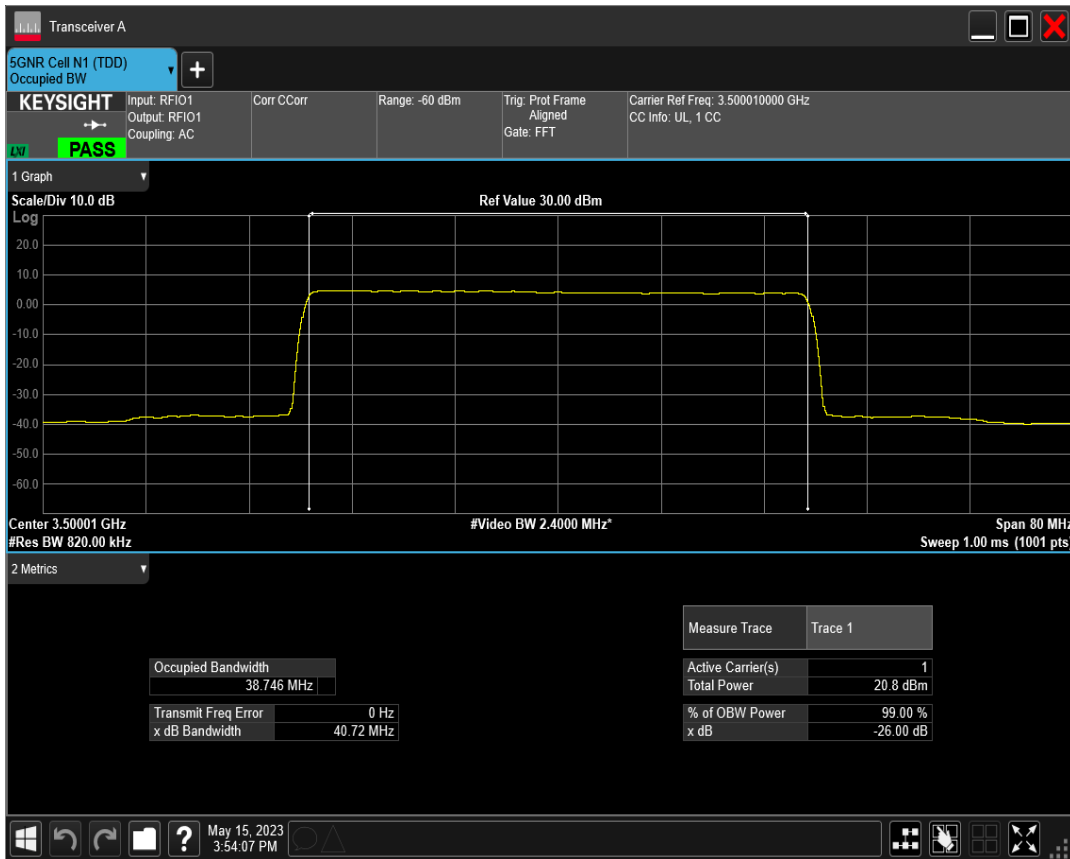 Transceiver A
5GNR Cell N1 (TDD)
Occupied BW
+
KEYSIGHT
LXI
PASS
Input: RFIO1
Output: RFIO1
Coupling: AC
Corr CCorr
Range: -60 dBm
Trig: Prot Frame
Aligned
Gate: FFT
Carrier Ref Freq: 3.500010000 GHz
CC Info: UL, 1 CC
1 Graph
Scale/Div 10.0 dB
Ref Value 30.00 dBm
Log
20.0
10.0
0.00
-10.0
-20.0
-30.0
-40.0
-50.0
-60.0
Center 3.50001 GHz
#Video BW 2.4000 MHz*
Span 80 MHz
#Res BW 820.00 kHz
Sweep 1.00 ms (1001 pts)
2 Metrics
Measure Trace Trace 1
Occupied Bandwidth
38.746 MHz
Active Carrier(s) 1
Total Power 20.8 dBm
Transmit Freq Error 0 Hz
x dB Bandwidth 40.72 MHz
% of OBW Power 99.00 %
x dB -26.00 dB
?
May 15, 2023
3:54:07 PM